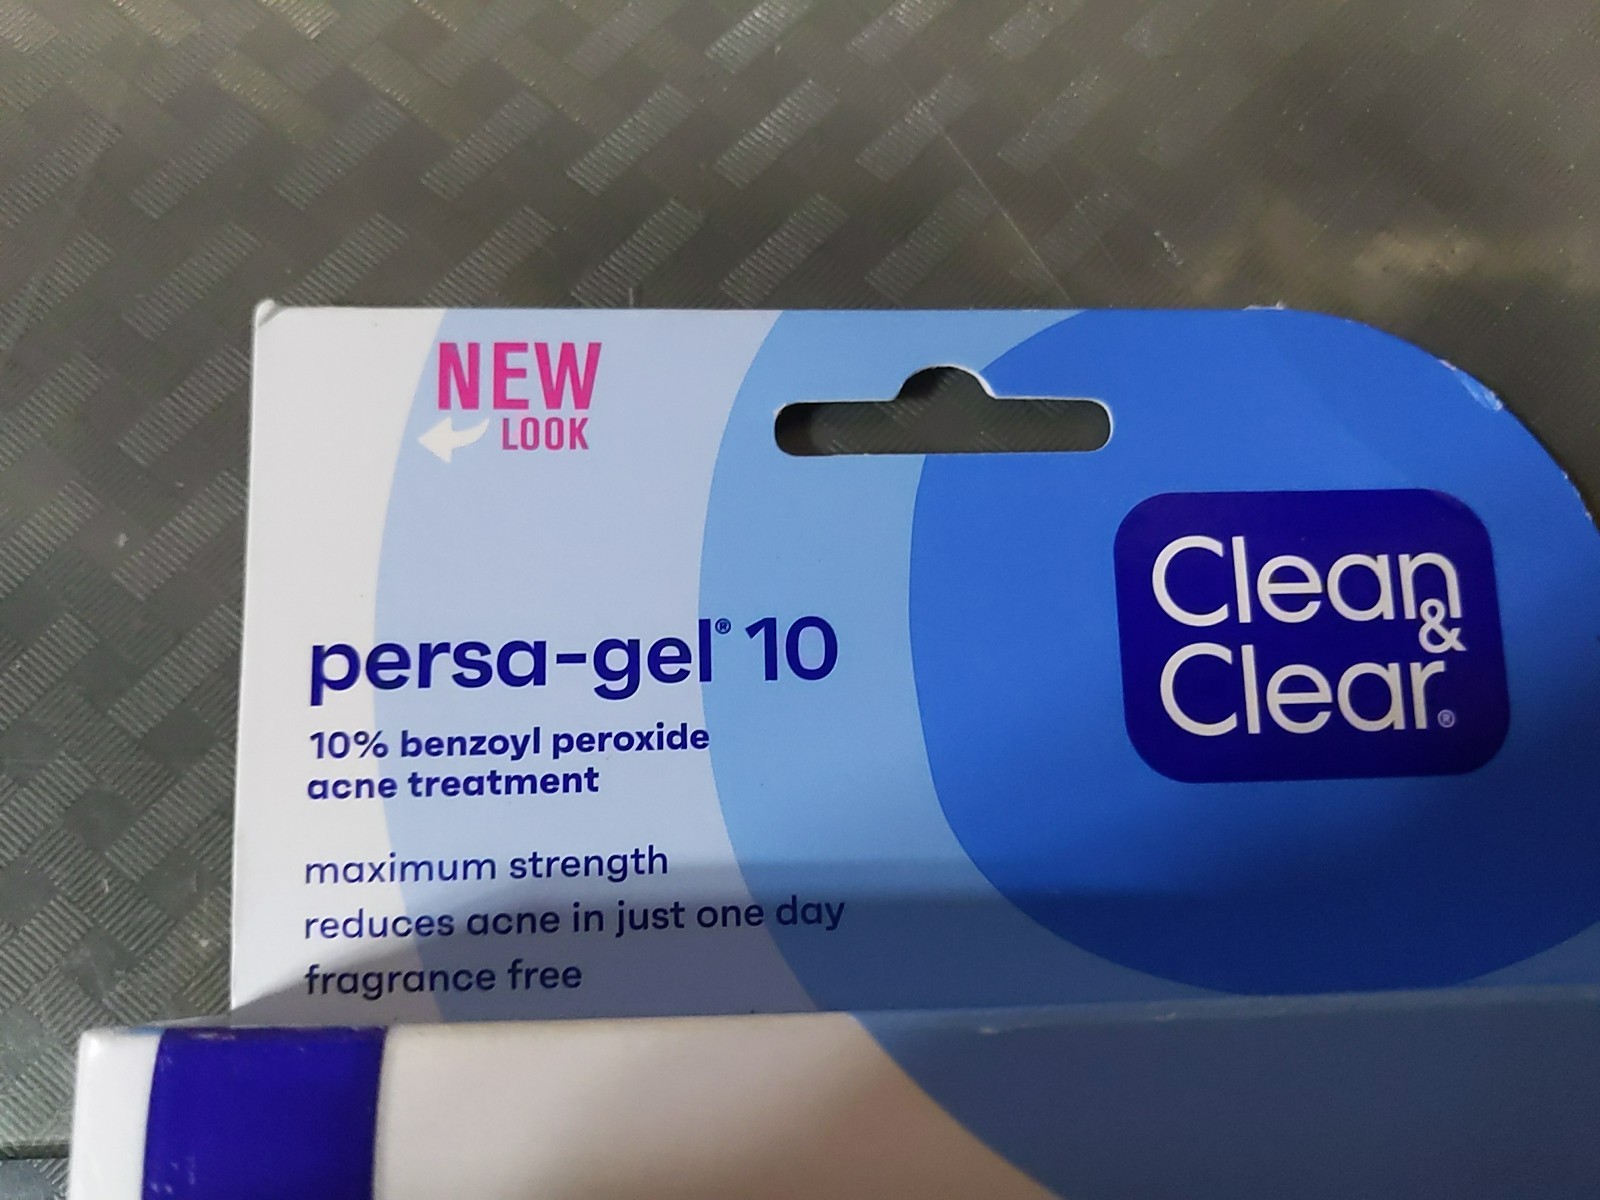 NEW
LOOK
persa-gel® 10
10% benzoyl peroxide
acne treatment
maximum strength
reduces acne in just one day
fragrance free
Clean
&
Clear®